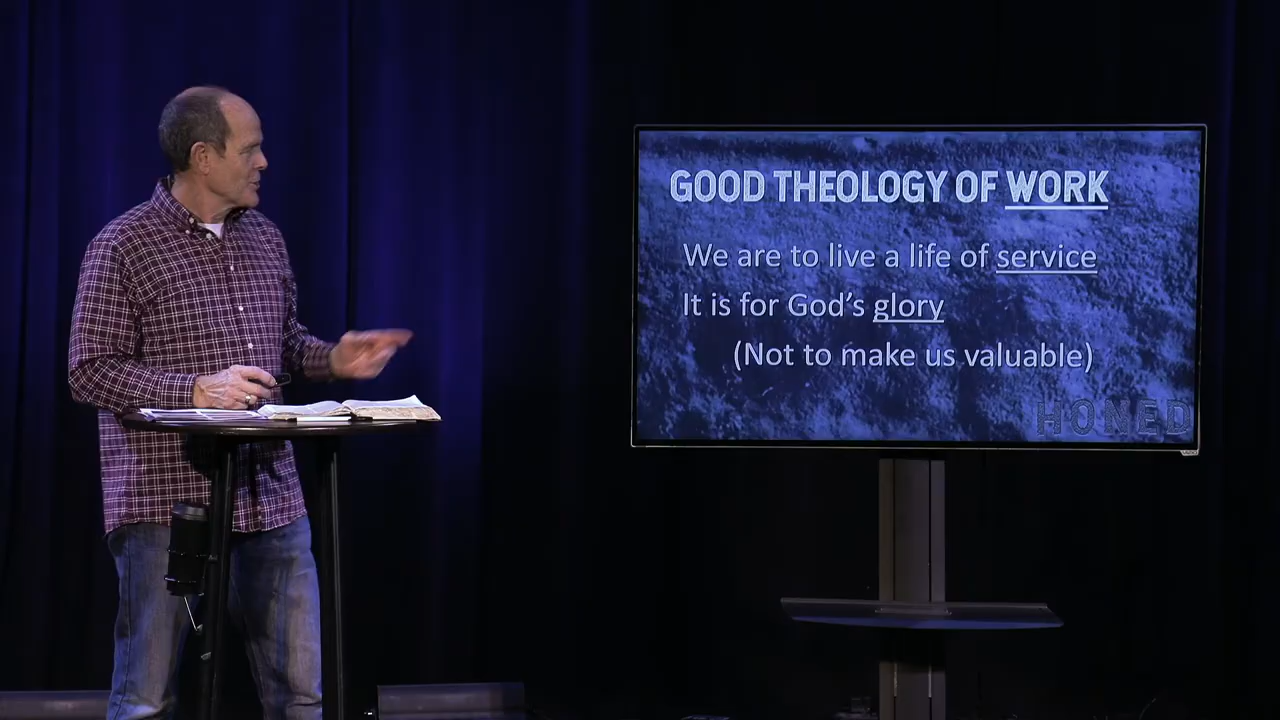 GOOD THEOLOGY OF WORK
We are to live a life of service
It is for God's glory
(Not to make us valuable)
HONED